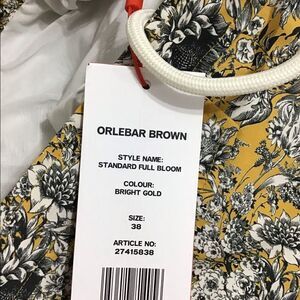 ORLEBAR BROWN
STYLE NAME:
STANDARD FULL BLOOM
COLOUR:
BRIGHT GOLD
SIZE:
38
ARTICLE NO:
27415838